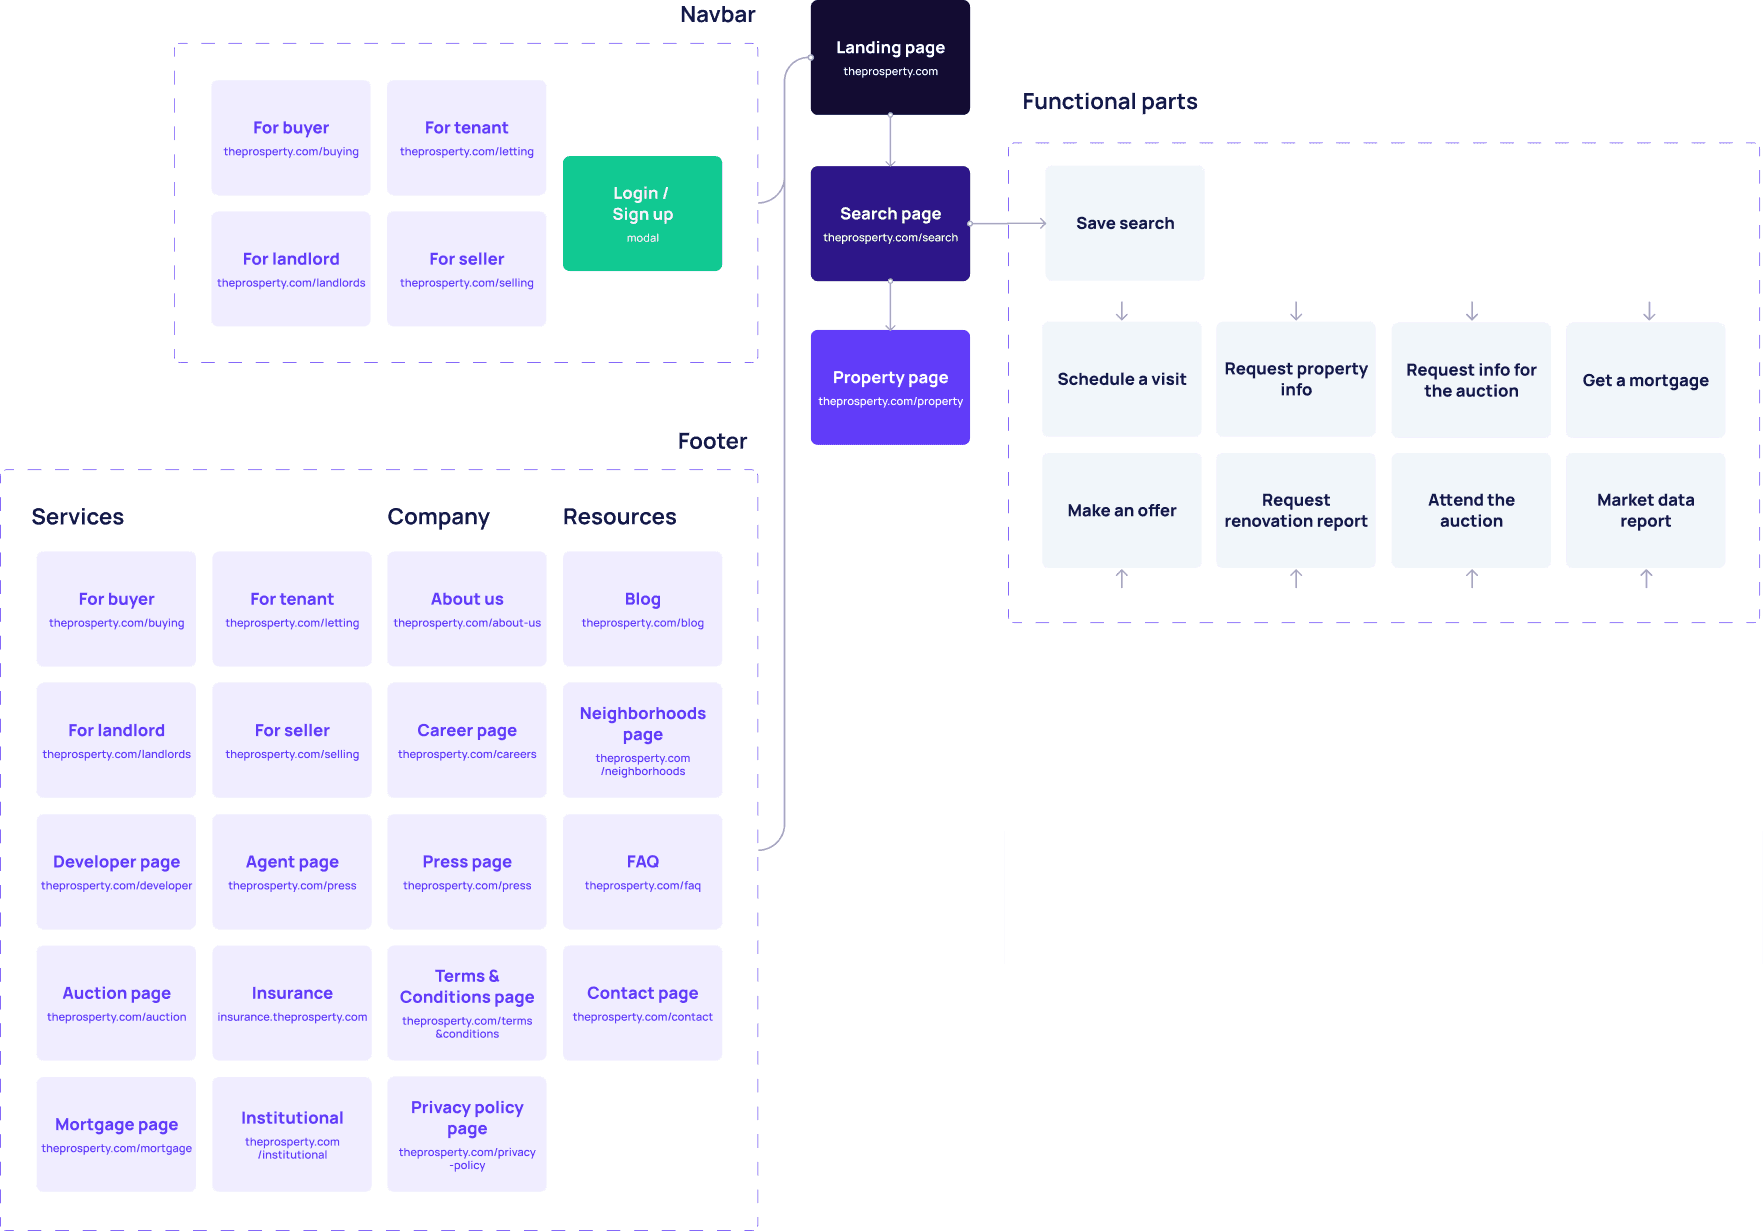 Navbar
For buyer
theprosperty.com/buying
For tenant
theprosperty.com/letting
For landlord
theprosperty.com/landlords
For seller
theprosperty.com/selling
Login /
Sign up
modal
Landing page
theprosperty.com
Search page
theprosperty.com/search
Property page
theprosperty.com/property
Functional parts
Save search
Schedule a visit
Request property
info
Request info for
the auction
Get a mortgage
Make an offer
Request
renovation report
Attend the
auction
Market data
report
Footer
Services
Company
Resources
For buyer
theprosperty.com/buying
For tenant
theprosperty.com/letting
About us
theprosperty.com/about-us
Blog
theprosperty.com/blog
For landlord
theprosperty.com/landlords
For seller
theprosperty.com/selling
Career page
theprosperty.com/careers
Neighborhoods
page
theprosperty.com
/neighborhoods
Developer page
theprosperty.com/developer
Agent page
theprosperty.com/press
Press page
theprosperty.com/press
FAQ
theprosperty.com/faq
Auction page
theprosperty.com/auction
Insurance
insurance.theprosperty.com
Terms &
Conditions page
theprosperty.com/terms
&conditions
Contact page
theprosperty.com/contact
Mortgage page
theprosperty.com/mortgage
Institutional
theprosperty.com
/institutional
Privacy policy
page
theprosperty.com/privacy
-policy